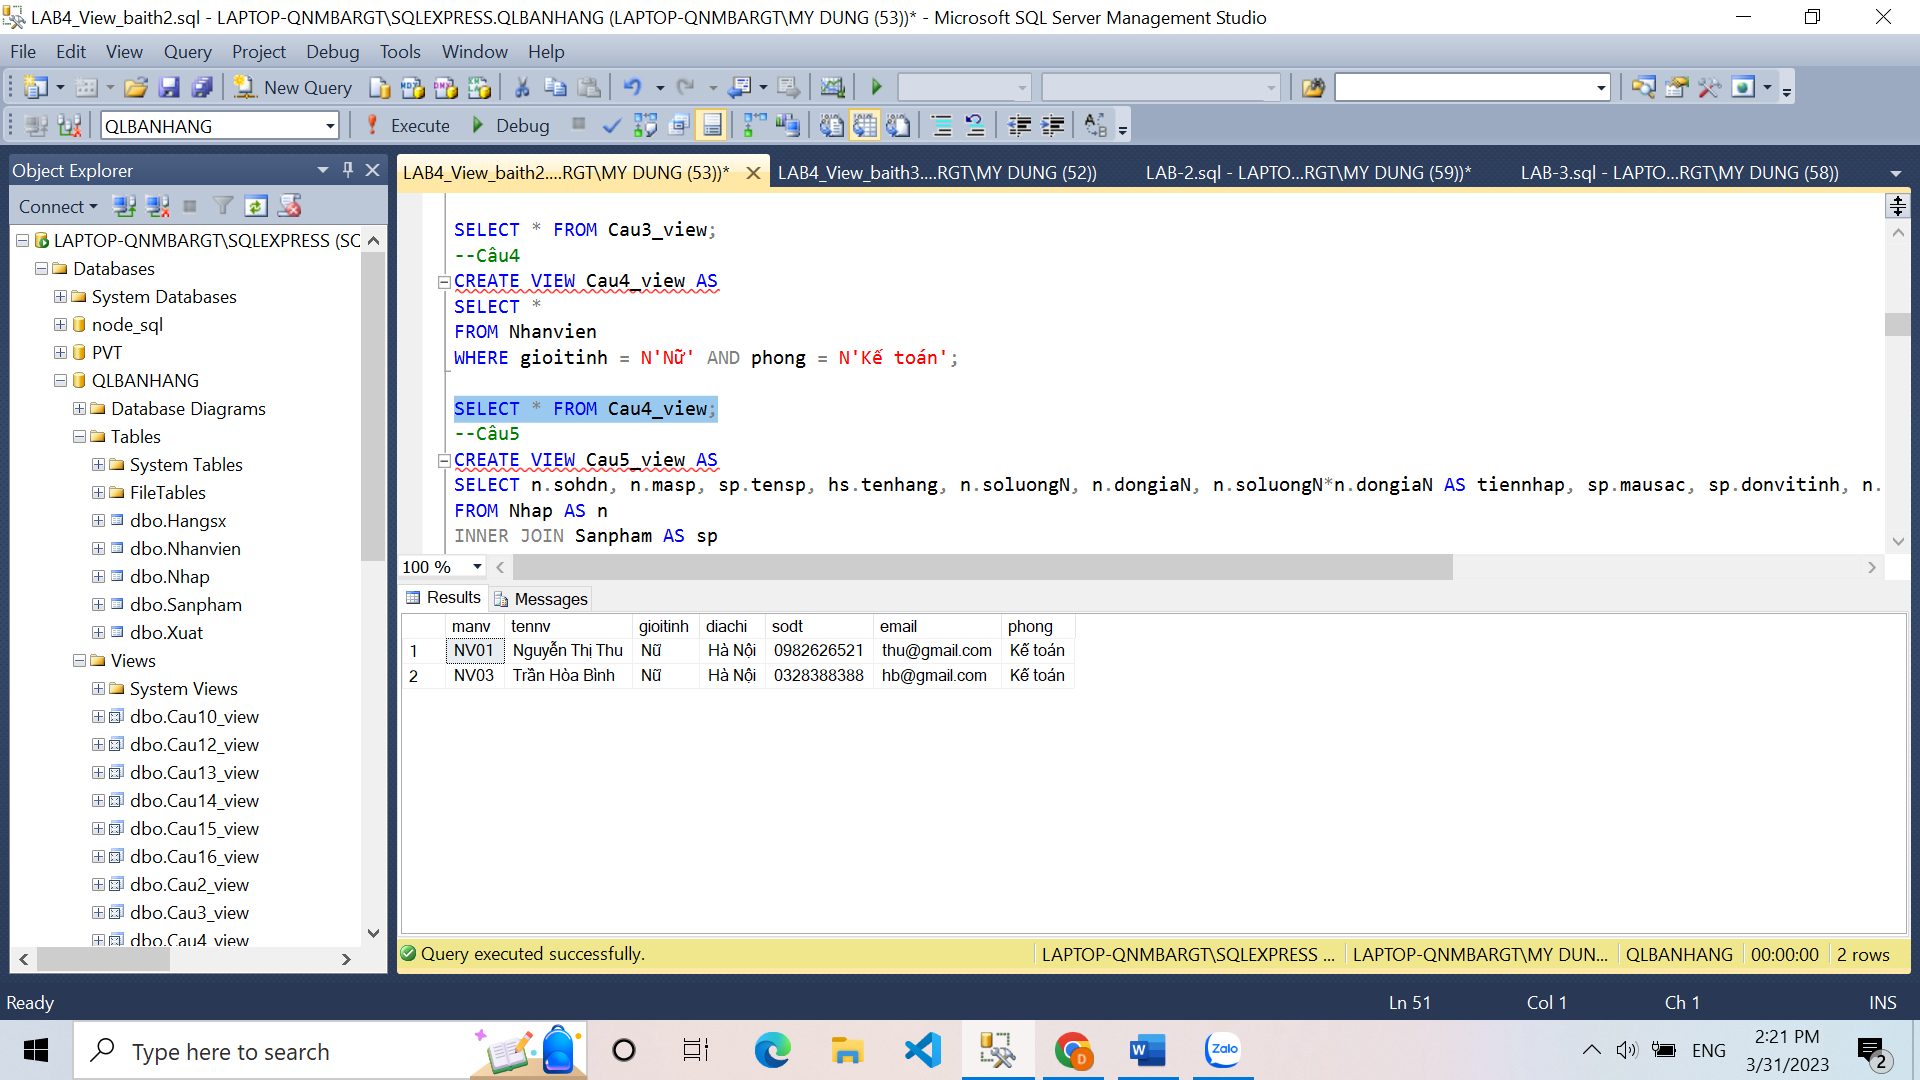 LAB4_View_baith2.sql - LAPTOP-QNMBARGT\SQLEXPRESS.QLBANHANG (LAPTOP-QNMBARGT\MY DUNG (53))* - Microsoft SQL Server Management Studio
File Edit View Query Project Debug Tools Window Help
New Query
QLBANHANG Execute Debug
Object Explorer
Connect
LAPTOP-QNMBARGT\SQLEXPRESS (SC
Databases
System Databases
node_sql
PVT
QLBANHANG
Database Diagrams
Tables
System Tables
FileTables
dbo.Hangsx
dbo.Nhanvien
dbo.Nhap
dbo.Sanpham
dbo.Xuat
Views
System Views
dbo.Cau10_view
dbo.Cau12_view
dbo.Cau13_view
dbo.Cau14_view
dbo.Cau15_view
dbo.Cau16_view
dbo.Cau2_view
dbo.Cau3_view
dbo.Cau4_view
LAB4_View_baith2....RGT\MY DUNG (53))* LAB4_View_baith3....RGT\MY DUNG (52)) LAB-2.sql - LAPTO...RGT\MY DUNG (59))* LAB-3.sql - LAPTO...RGT\MY DUNG (58))
SELECT * FROM Cau3_view;
--Câu4
CREATE VIEW Cau4_view AS
SELECT *
FROM Nhanvien
WHERE gioitinh = N'Nữ' AND phong = N'Kế toán';
SELECT * FROM Cau4_view;
--Câu5
CREATE VIEW Cau5_view AS
SELECT n.sohdn, n.masp, sp.tensp, hs.tenhang, n.soluongN, n.dongiaN, n.soluongN*n.dongiaN AS tiennhap, sp.mausac, sp.donvitinh, n.
FROM Nhap AS n
INNER JOIN Sanpham AS sp
100 %
Results Messages
manv tennv gioitinh diachi sodt email phong
1 NV01 Nguyễn Thị Thu Nữ Hà Nội 0982626521 thu@gmail.com Kế toán
2 NV03 Trần Hòa Bình Nữ Hà Nội 0328388388 hb@gmail.com Kế toán
Query executed successfully. LAPTOP-QNMBARGT\SQLEXPRESS ... LAPTOP-QNMBARGT\MY DUN... QLBANHANG 00:00:00 2 rows
Ready Ln 51 Col 1 Ch 1 INS
Type here to search
Zalo
ENG
2:21 PM
3/31/2023
2